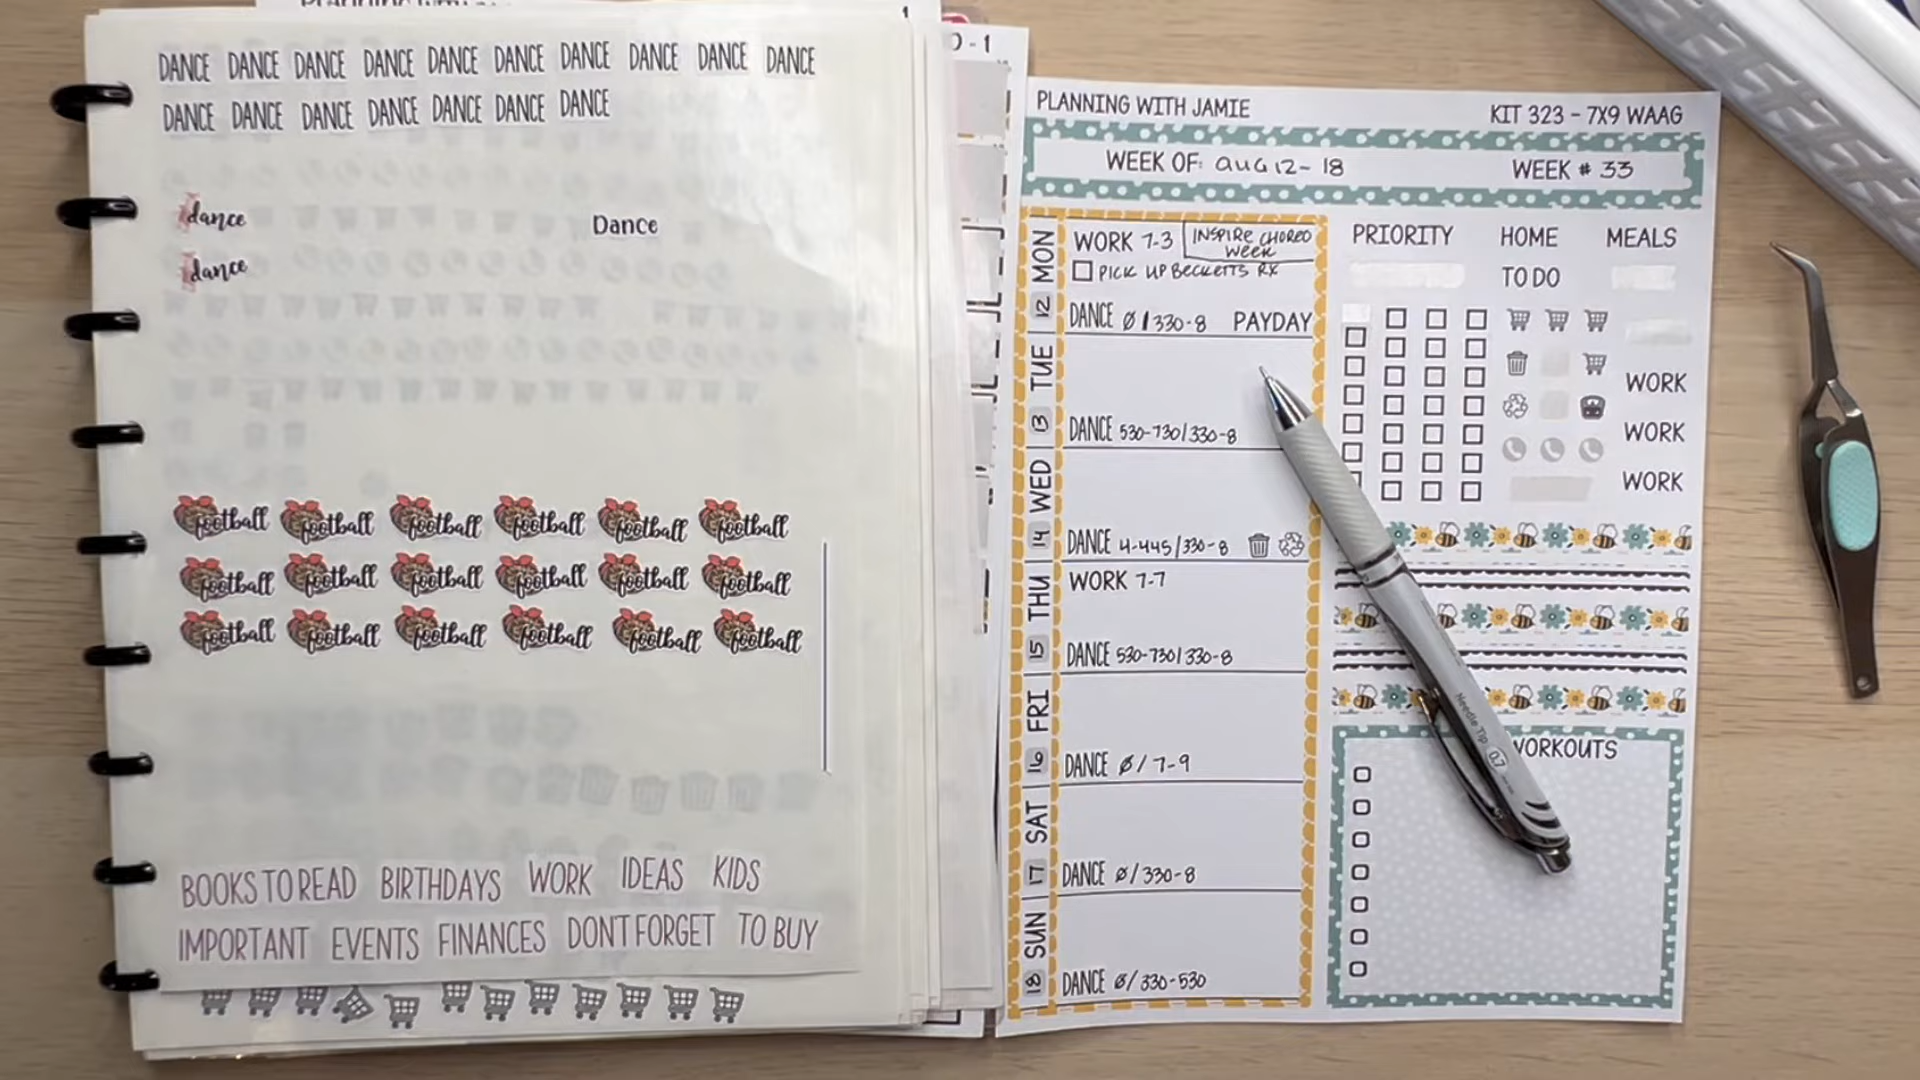 DANCE DANCE DANCE DANCE DANCE DANCE DANCE DANCE DANCE DANCE
DANCE DANCE DANCE DANCE DANCE DANCE DANCE
dance
Dance
dance
football football football football football football
football football football football football football
football football football football football football
BOOKS TO READ BIRTHDAYS WORK IDEAS KIDS
IMPORTANT EVENTS FINANCES DONT FORGET TO BUY
PLANNING WITH JAMIE
KIT 323 - 7X9 WAAG
WEEK OF: AUG 12-18
WEEK # 33
MON
12
WORK 7-3
INSPIRE CHOREO
WEEK
PICK UP BECKETTS RX
DANCE Ø/330-8 PAYDAY
TUE
13
DANCE 530-730/330-8
WED
14
DANCE 4-445/330-8
THU
15
WORK 7-7
DANCE 530-730/330-8
FRI
16
DANCE Ø/7-9
SAT
17
DANCE Ø/330-8
SUN
18
DANCE Ø/330-530
PRIORITY HOME MEALS
TO DO
WORK
WORK
WORK
WORKOUTS
Needle Tip 0.7